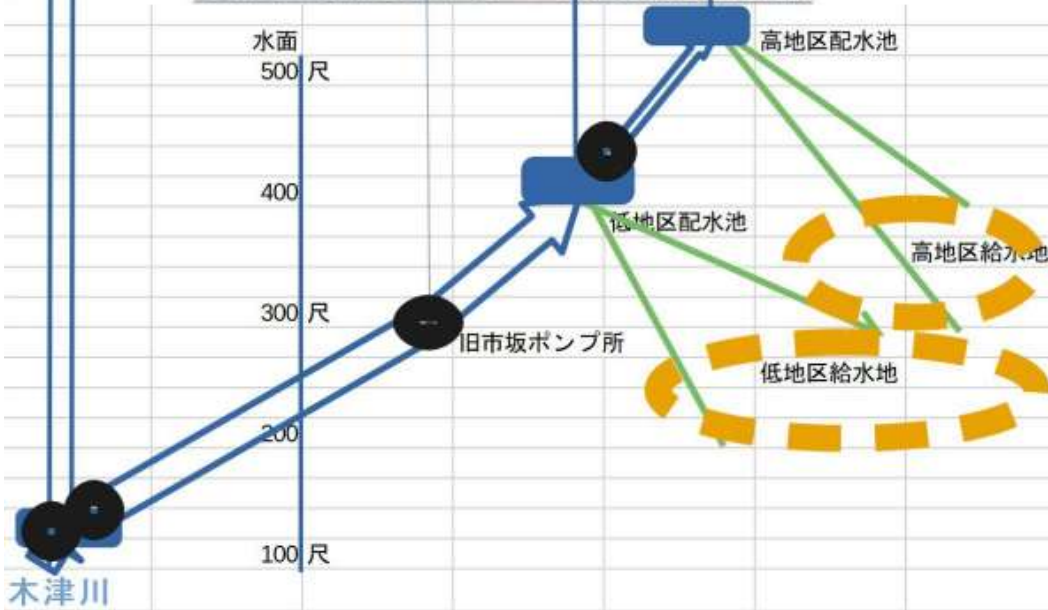 水面
500 尺
高地区配水池
400
低地区配水池
高地区給水地
300 尺
旧市坂ポンプ所
低地区給水地
200
100 尺
木津川